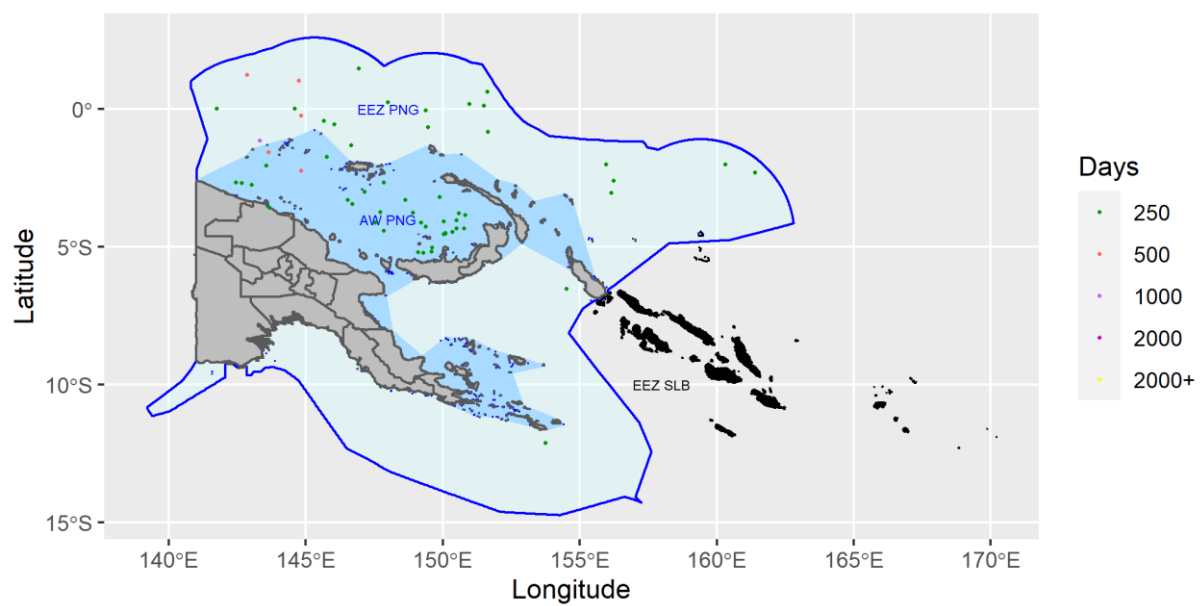 EEZ PNG
AW PNG
EEZ SLB
0°
5°S
10°S
15°S
140°E 145°E 150°E 155°E 160°E 165°E 170°E
Longitude
Latitude
Days
250
500
1000
2000
2000+